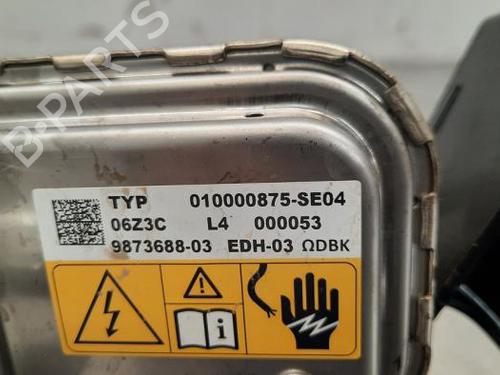 B-PARTS
TYP 010000875-SE04
06Z3C L4 000053
9873688-03 EDH-03 ΩDBK